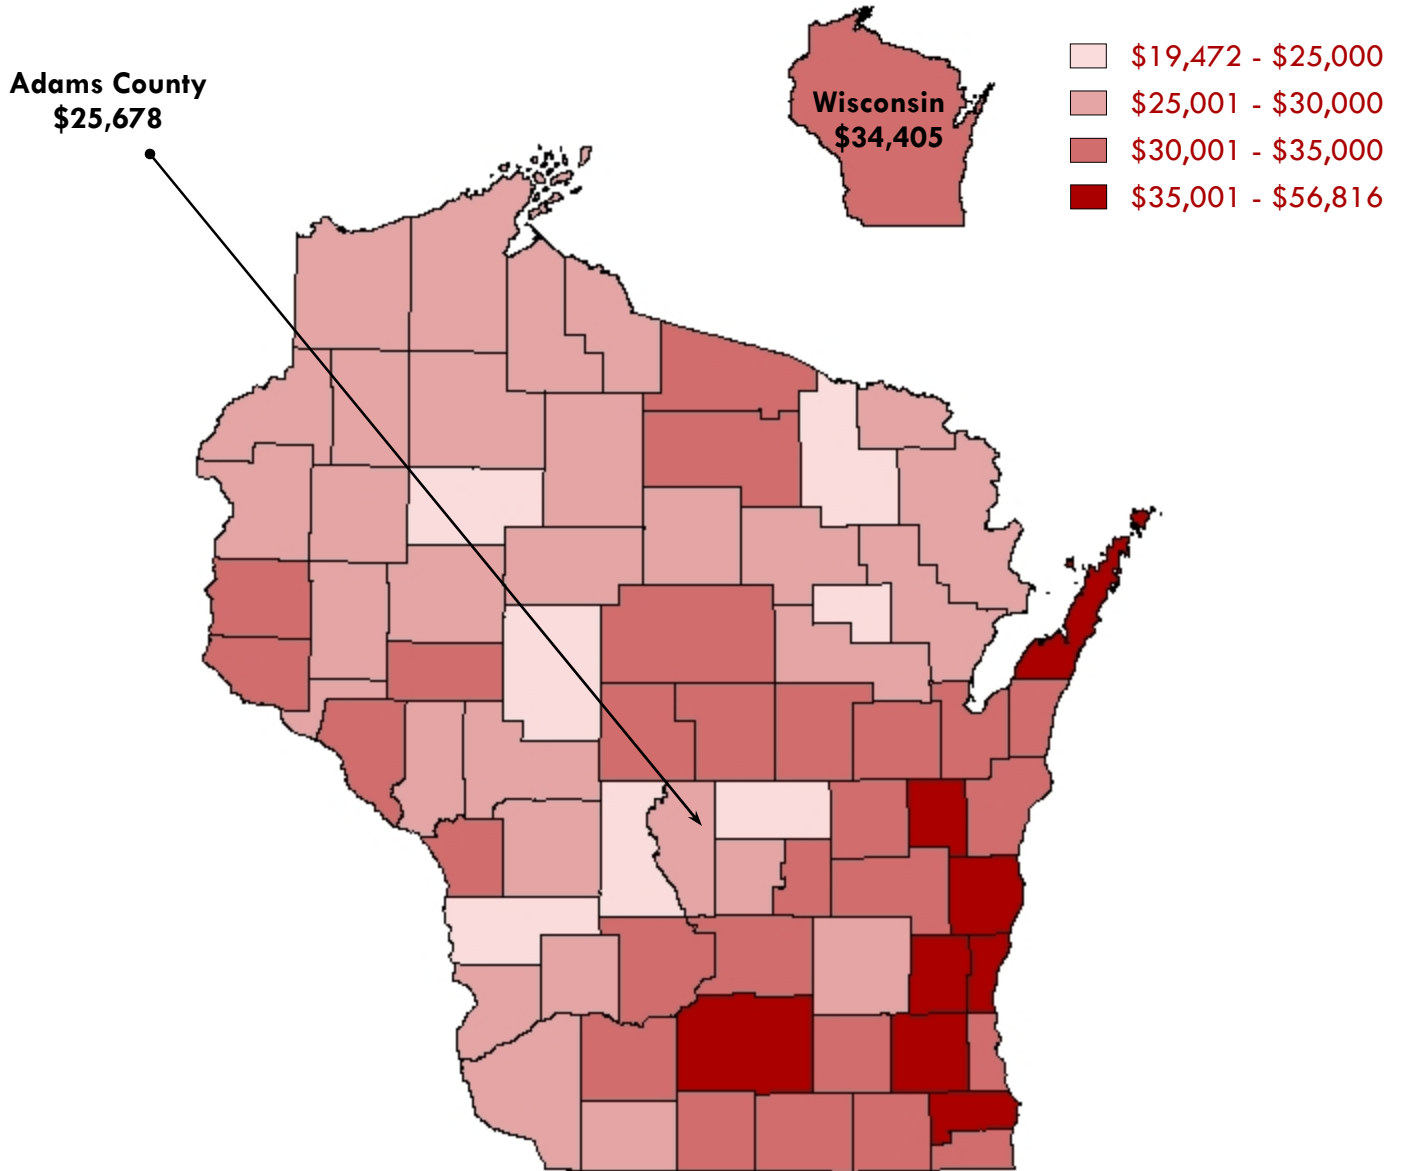 Adams County
$25,678
Wisconsin
$34,405
$19,472 - $25,000
$25,001 - $30,000
$30,001 - $35,000
$35,001 - $56,816